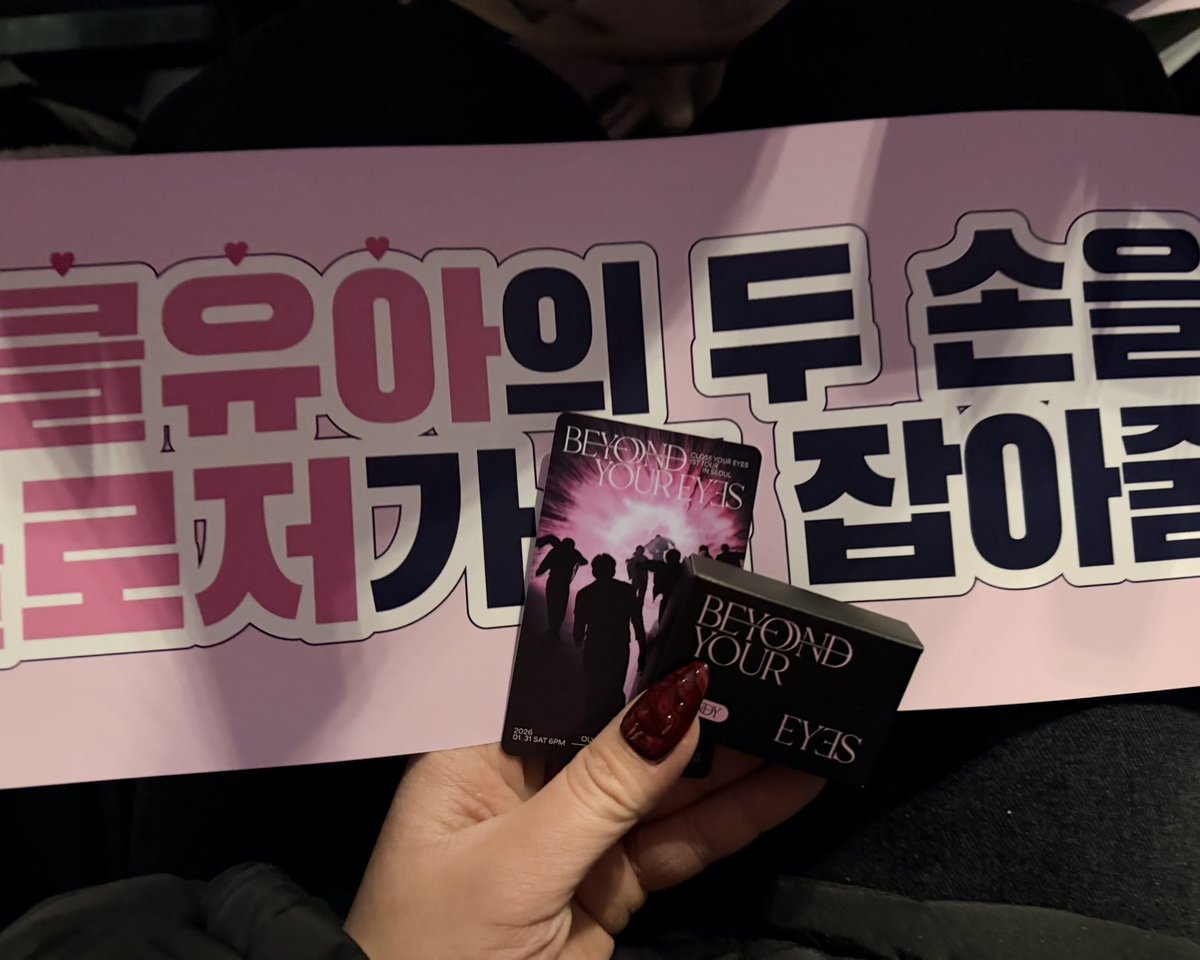 클유아의 두 손을
로저가 잡아줄
BEYOND
YOUR EYES
CLOSE YOUR EYES
1ST TOUR
IN SEOUL
2026
01. 31 SAT 6PM
BEYOND
YOUR
EYES